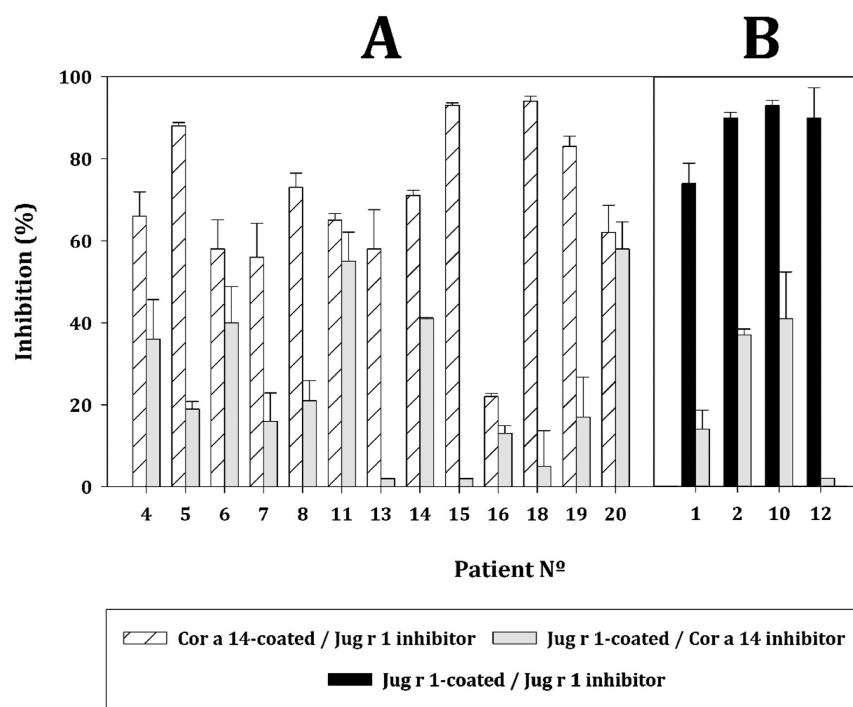 A B
100
80
60
40
20
0
Inhibition (%)
4 5 6 7 8 11 13 14 15 16 18 19 20 1 2 10 12
Patient Nº
Cor a 14-coated / Jug r 1 inhibitor Jug r 1-coated / Cor a 14 inhibitor
Jug r 1-coated / Jug r 1 inhibitor